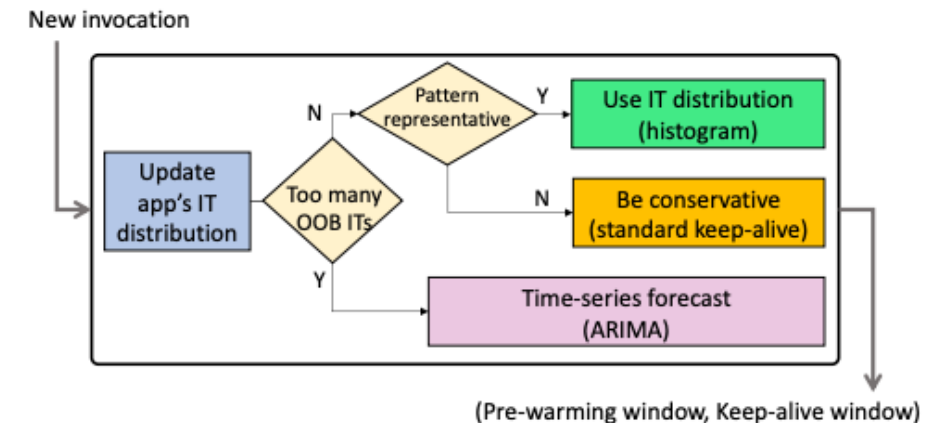 New invocation
Update
app's IT
distribution
Too many
OOB ITs
N
Pattern
representative
Y
Use IT distribution
(histogram)
N
Be conservative
(standard keep-alive)
Y
Time-series forecast
(ARIMA)
(Pre-warming window, Keep-alive window)